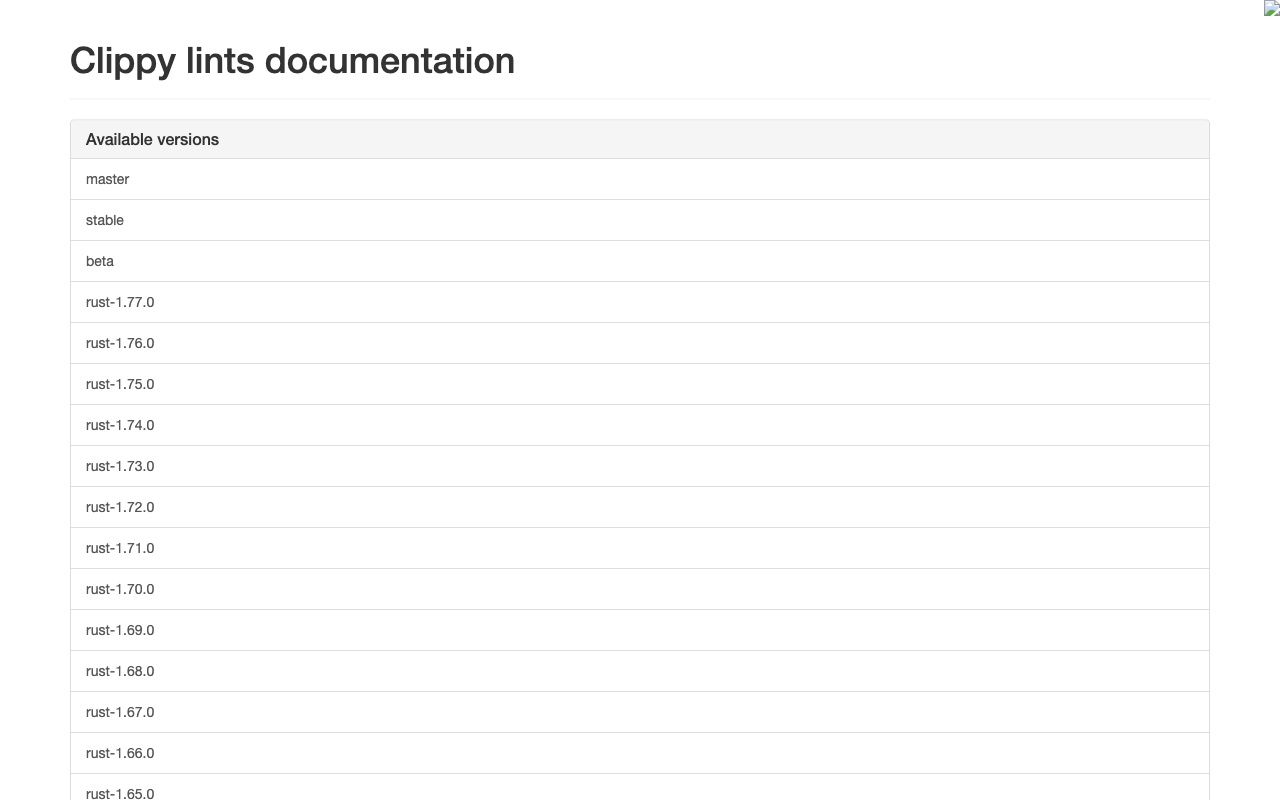 Clippy lints documentation
Available versions
master
stable
beta
rust-1.77.0
rust-1.76.0
rust-1.75.0
rust-1.74.0
rust-1.73.0
rust-1.72.0
rust-1.71.0
rust-1.70.0
rust-1.69.0
rust-1.68.0
rust-1.67.0
rust-1.66.0
rust-1.65.0